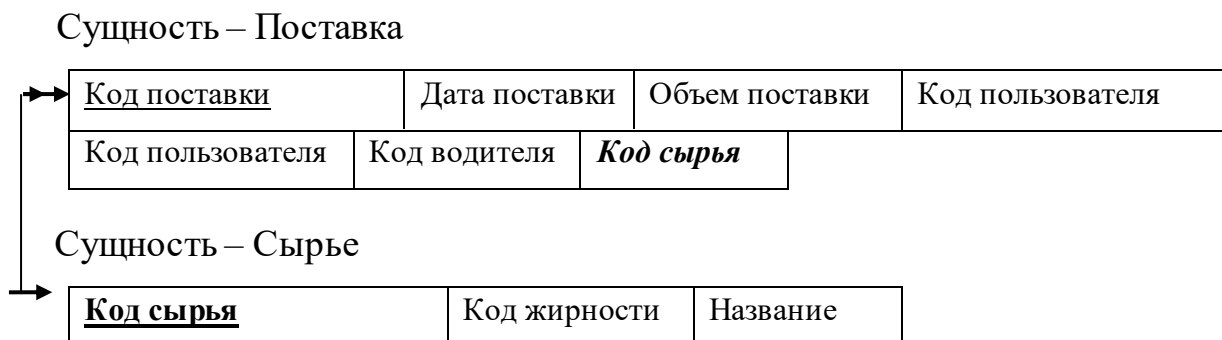 Сущность – Поставка
Код поставки Дата поставки Объем поставки Код пользователя
Код пользователя Код водителя Код сырья
Сущность – Сырье
Код сырья Код жирности Название